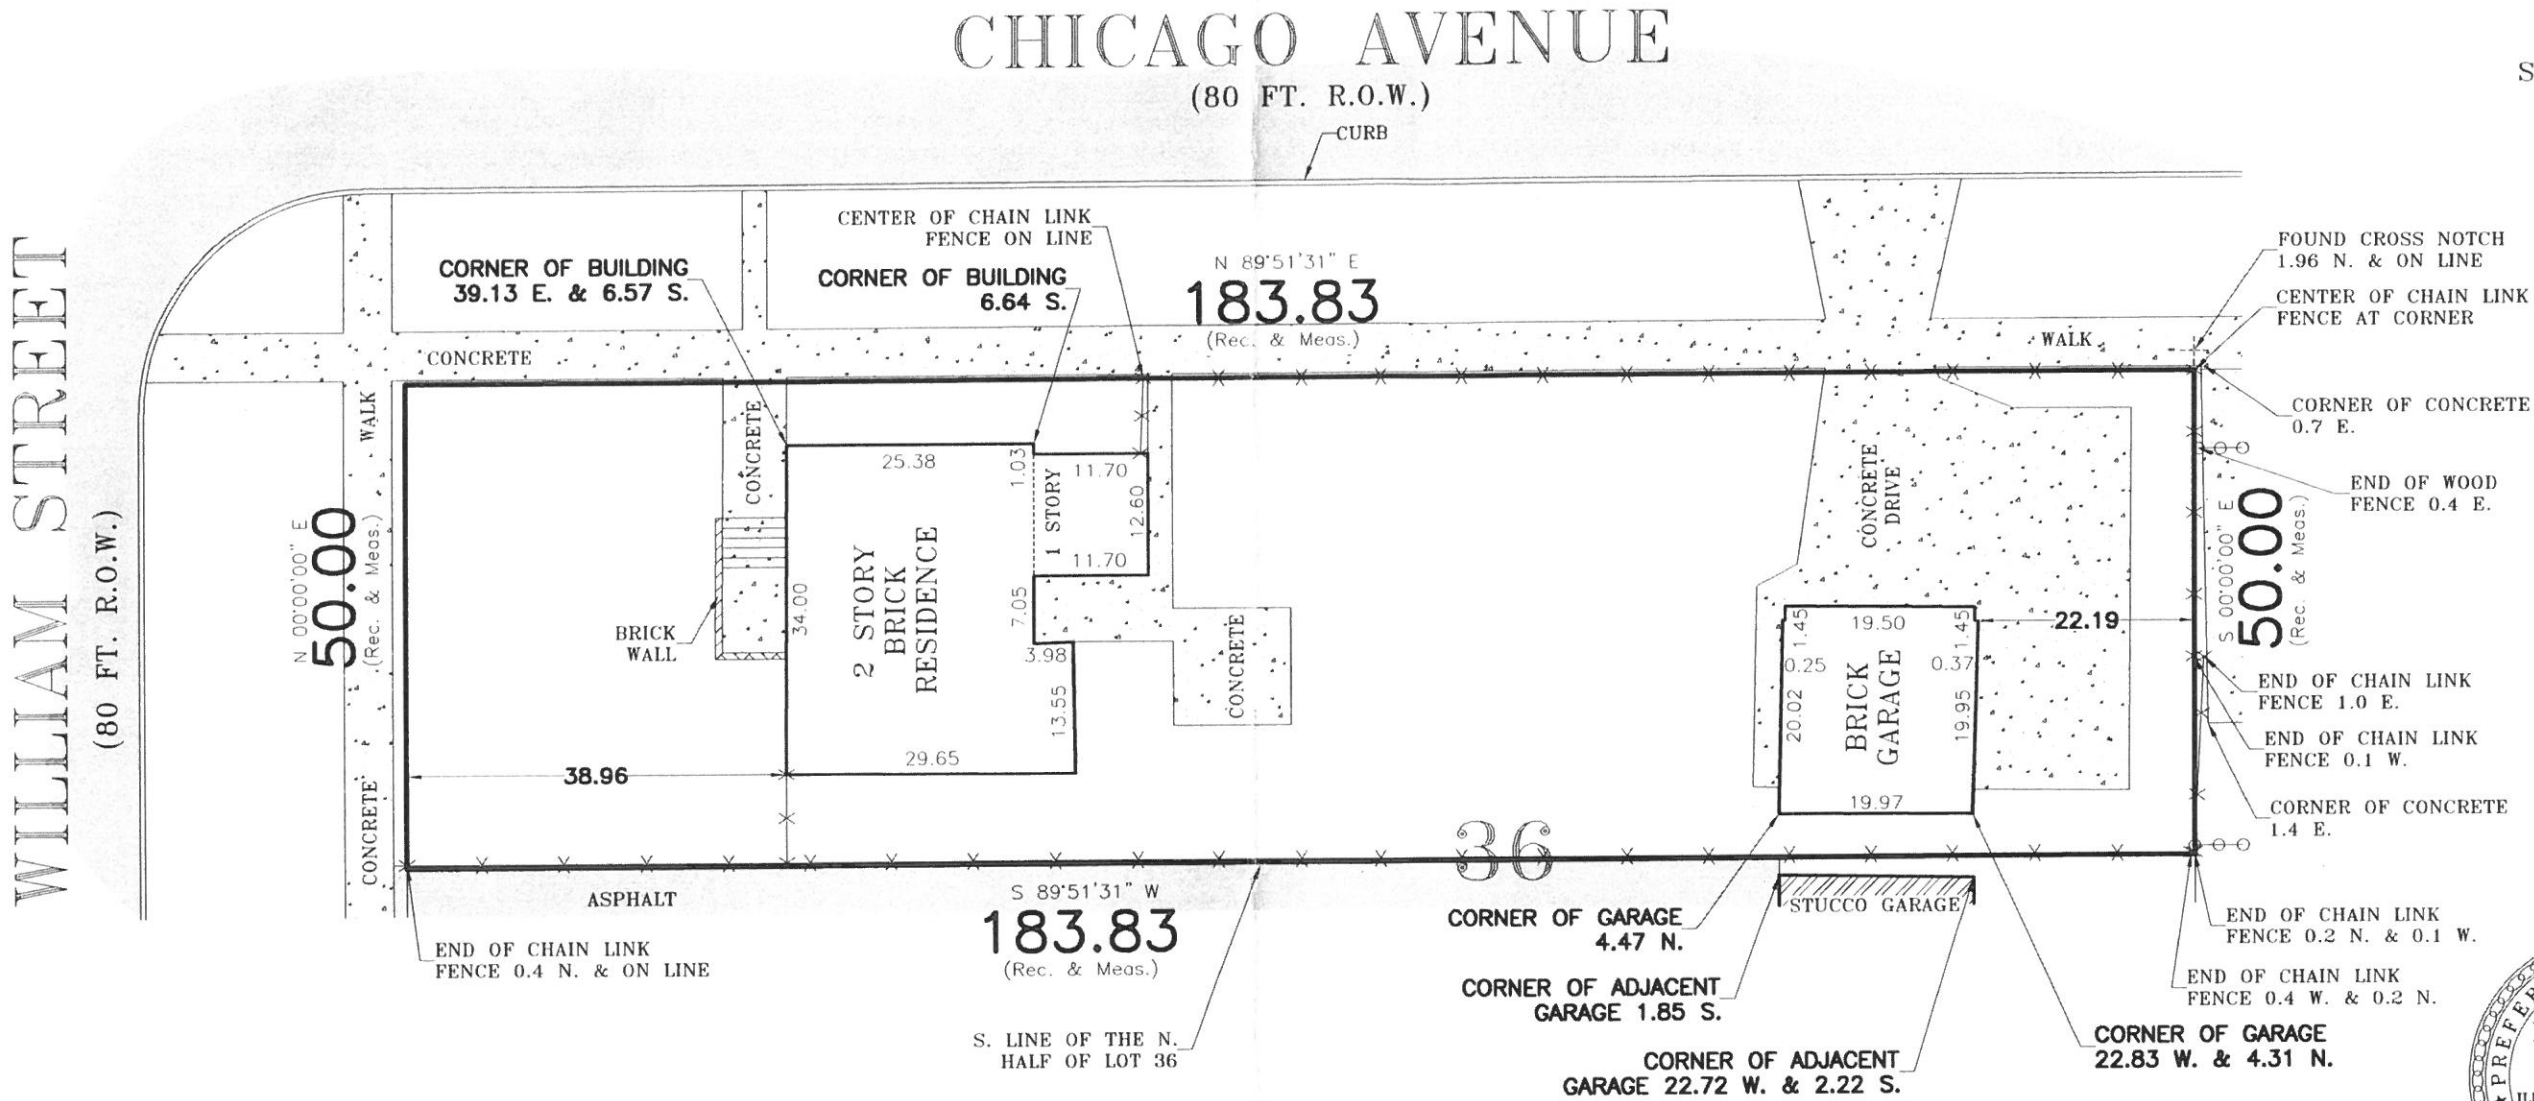 CHICAGO AVENUE
(80 FT. R.O.W.)
CURB
S
WILLIAM STREET
(80 FT. R.O.W.)
CENTER OF CHAIN LINK
FENCE ON LINE
CORNER OF BUILDING
39.13 E. & 6.57 S.
CORNER OF BUILDING
6.64 S.
N 89°51'31" E
183.83
(Rec. & Meas.)
FOUND CROSS NOTCH
1.96 N. & ON LINE
CENTER OF CHAIN LINK
FENCE AT CORNER
CONCRETE
WALK
WALK
CONCRETE
CORNER OF CONCRETE
0.7 E.
END OF WOOD
FENCE 0.4 E.
N 00°00'00" E
50.00
(Rec. & Meas.)
CONCRETE
25.38
1.03
11.70
1 STORY
12.60
11.70
7.05
3.98
13.55
29.65
34.00
2 STORY
BRICK
RESIDENCE
BRICK
WALL
38.96
CONCRETE
CONCRETE
DRIVE
19.50
1.45
1.45
0.25
0.37
20.02
19.95
BRICK
GARAGE
19.97
22.19
S 00°00'00" E
50.00
(Rec. & Meas.)
END OF CHAIN LINK
FENCE 1.0 E.
END OF CHAIN LINK
FENCE 0.1 W.
CORNER OF CONCRETE
1.4 E.
36
ASPHALT
S 89°51'31" W
183.83
(Rec. & Meas.)
END OF CHAIN LINK
FENCE 0.4 N. & ON LINE
S. LINE OF THE N.
HALF OF LOT 36
STUCCO GARAGE
CORNER OF GARAGE
4.47 N.
CORNER OF ADJACENT
GARAGE 1.85 S.
CORNER OF ADJACENT
GARAGE 22.72 W. & 2.22 S.
CORNER OF GARAGE
22.83 W. & 4.31 N.
END OF CHAIN LINK
FENCE 0.2 N. & 0.1 W.
END OF CHAIN LINK
FENCE 0.4 W. & 0.2 N.
PREFER